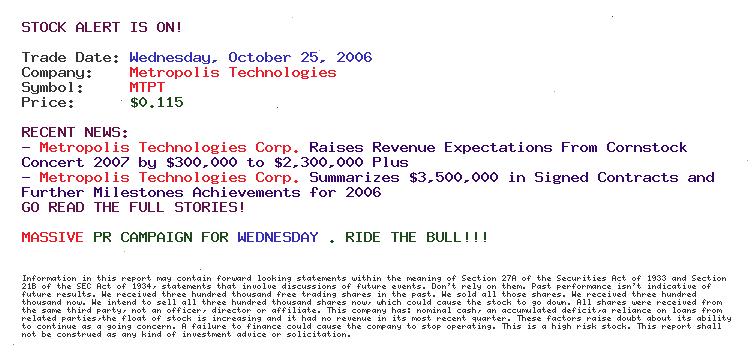 STOCK ALERT IS ON!
Trade Date: Wednesday, October 25, 2006
Company: Metropolis Technologies
Symbol: MTPT
Price: $0.115
RECENT NEWS:
- Metropolis Technologies Corp. Raises Revenue Expectations From Cornstock
Concert 2007 by $300,000 to $2,300,000 Plus
- Metropolis Technologies Corp. Summarizes $3,500,000 in Signed Contracts and
Further Milestones Achievements for 2006
GO READ THE FULL STORIES!
MASSIVE PR CAMPAIGN FOR WEDNESDAY . RIDE THE BULL!!!
Information in this report may contain forward looking statements within the meaning of Section 27A of the Securities Act of 1933 and Section
21B of the SEC Act of 1934, statements that involve discussions of future events. Don't rely on them. Past performance isn't indicative of
future results. We received three hundred thousand free trading shares in the past. We sold all those shares. We received three hundred
thousand now. We intend to sell all three hundred thousand shares now, which could cause the stock to go down. All shares were received from
the same third party, not an officer, director or affiliate. This company has: nominal cash, an accumulated deficit,a reliance on loans from
related parties,the float of stock is increasing and it had no revenue in its most recent quarter. These factors raise doubt about its ability
to continue as a going concern. A failure to finance could cause the company to stop operating. This is a high risk stock. This report shall
not be construed as any kind of investment advice or solicitation.